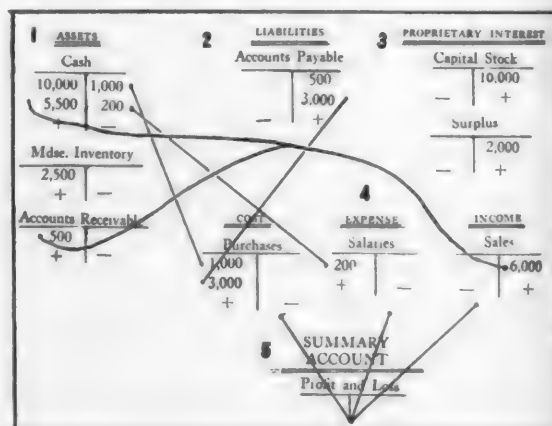 1 ASSETS
Cash
10,000 1,000
5,500 200
+ −
Mdse. Inventory
2,500
+ −
Accounts Receivable
500
+ −
2 LIABILITIES
Accounts Payable
500
3,000
− +
3 PROPRIETARY INTEREST
Capital Stock
10,000
− +
Surplus
2,000
− +
4
COST
Purchases
1,000
3,000
+ −
EXPENSE
Salaries
200
+ −
INCOME
Sales
6,000
− +
5 SUMMARY
ACCOUNT
Profit and Loss